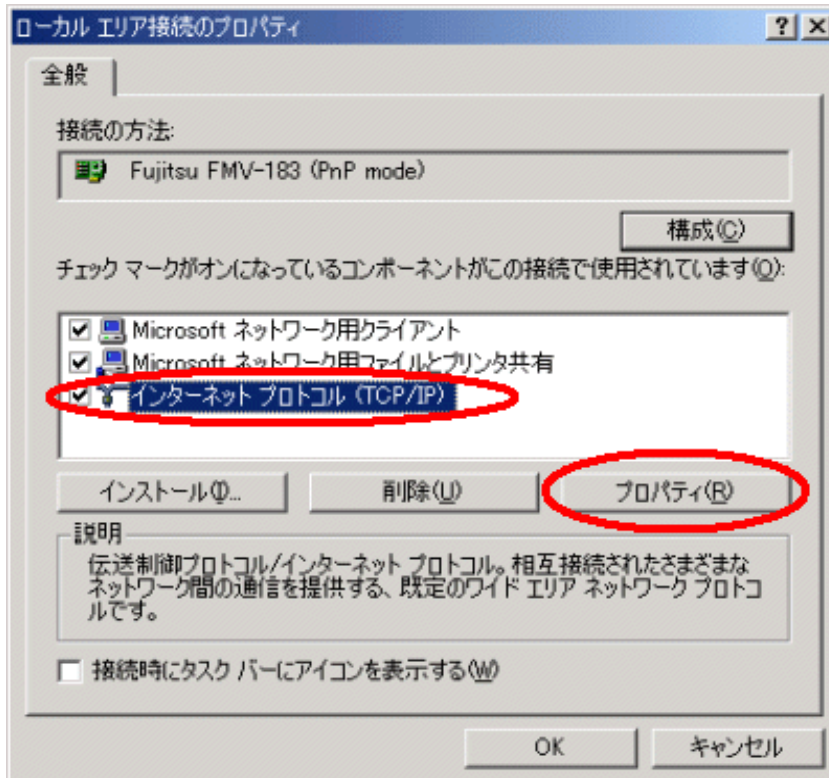 ローカル エリア接続のプロパティ
全般
接続の方法:
Fujitsu FMV-183 (PnP mode)
構成(C)
チェック マークがオンになっているコンポーネントがこの接続で使用されています(O):
Microsoft ネットワーク用クライアント
Microsoft ネットワーク用ファイルとプリンタ共有
インターネット プロトコル (TCP/IP)
インストール(I)...
削除(U)
プロパティ(R)
説明
伝送制御プロトコル/インターネット プロトコル。相互接続されたさまざまな
ネットワーク間の通信を提供する、既定のワイド エリア ネットワーク プロトコ
ルです。
接続時にタスク バーにアイコンを表示する(W)
OK
キャンセル